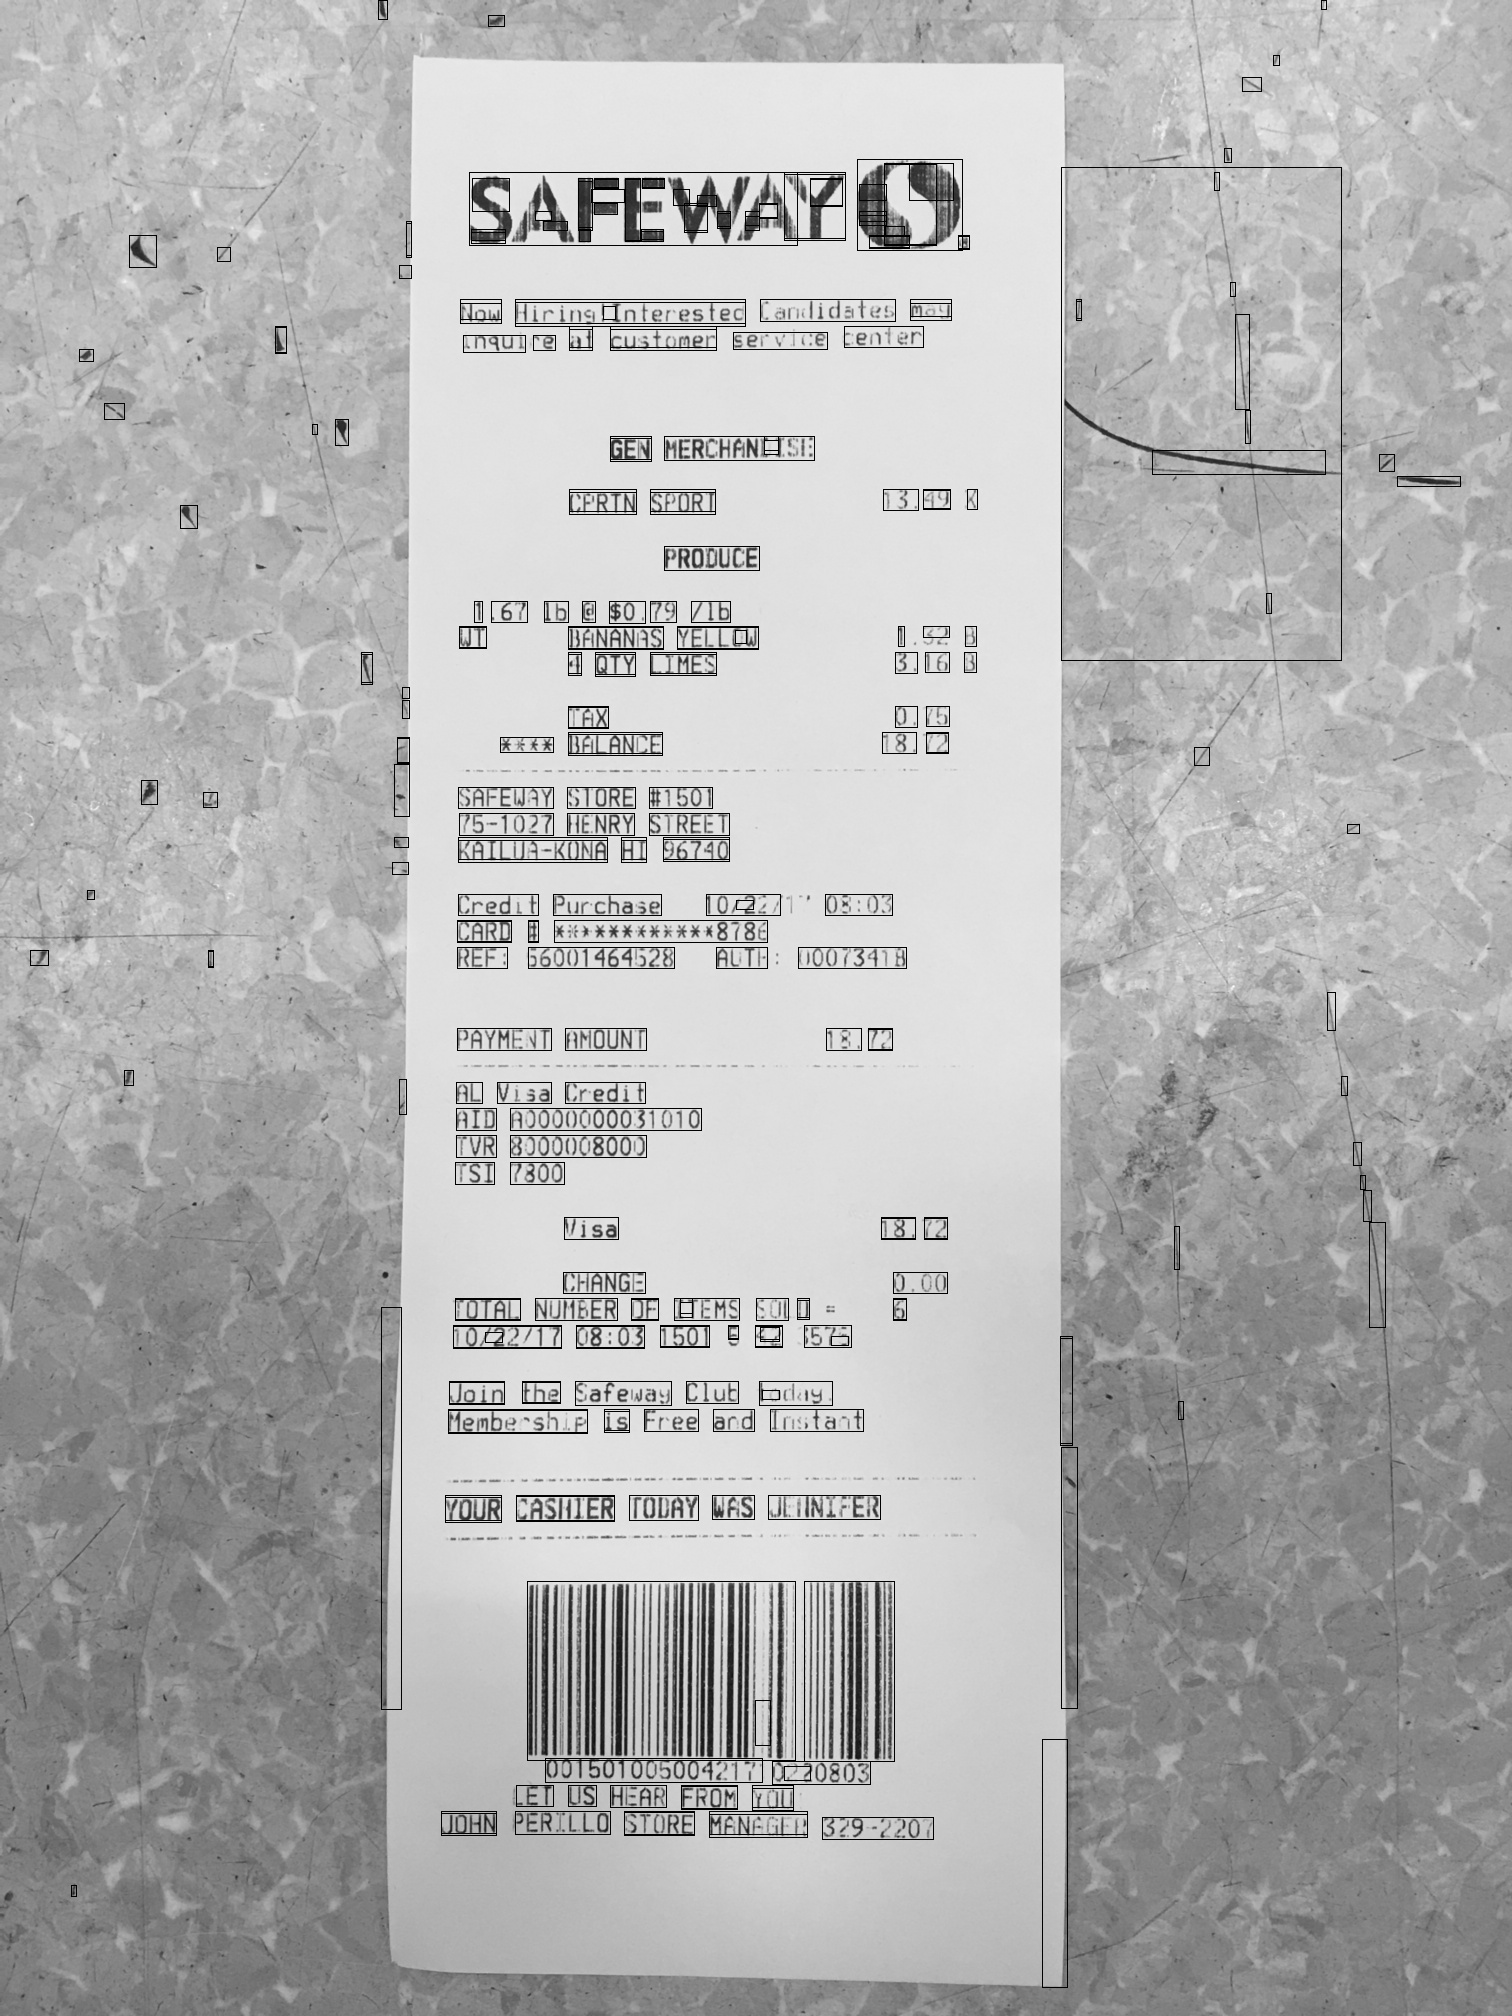 SAFEWAY
Now Hiring! Interested Candidates may
inquire at customer service center
GEN MERCHANDISE
CPRTN SPORT 13.49 K
PRODUCE
1.67 lb @ $0.79 /lb
WT BANANAS YELLOW 1.32 B
4 QTY LIMES 3.16 B
TAX 0.75
**** BALANCE 18.72
SAFEWAY STORE #1501
75-1027 HENRY STREET
KAILUA-KONA HI 96740
Credit Purchase 10/22/17 08:03
CARD # ************8786
REF: 66001464528 AUTH: 00073418
PAYMENT AMOUNT 18.72
AL Visa Credit
AID A0000000031010
TVR 8000008000
TSI 7800
Visa 18.72
CHANGE 0.00
TOTAL NUMBER OF ITEMS SOLD = 6
10/22/17 08:03 1501 5 42
Join the Safeway Club today.
Membership is Free and Instant
YOUR CASHIER TODAY WAS JENNIFER
00150100500421710220803
LET US HEAR FROM YOU
JOHN PERILLO STORE MANAGER 329-2207